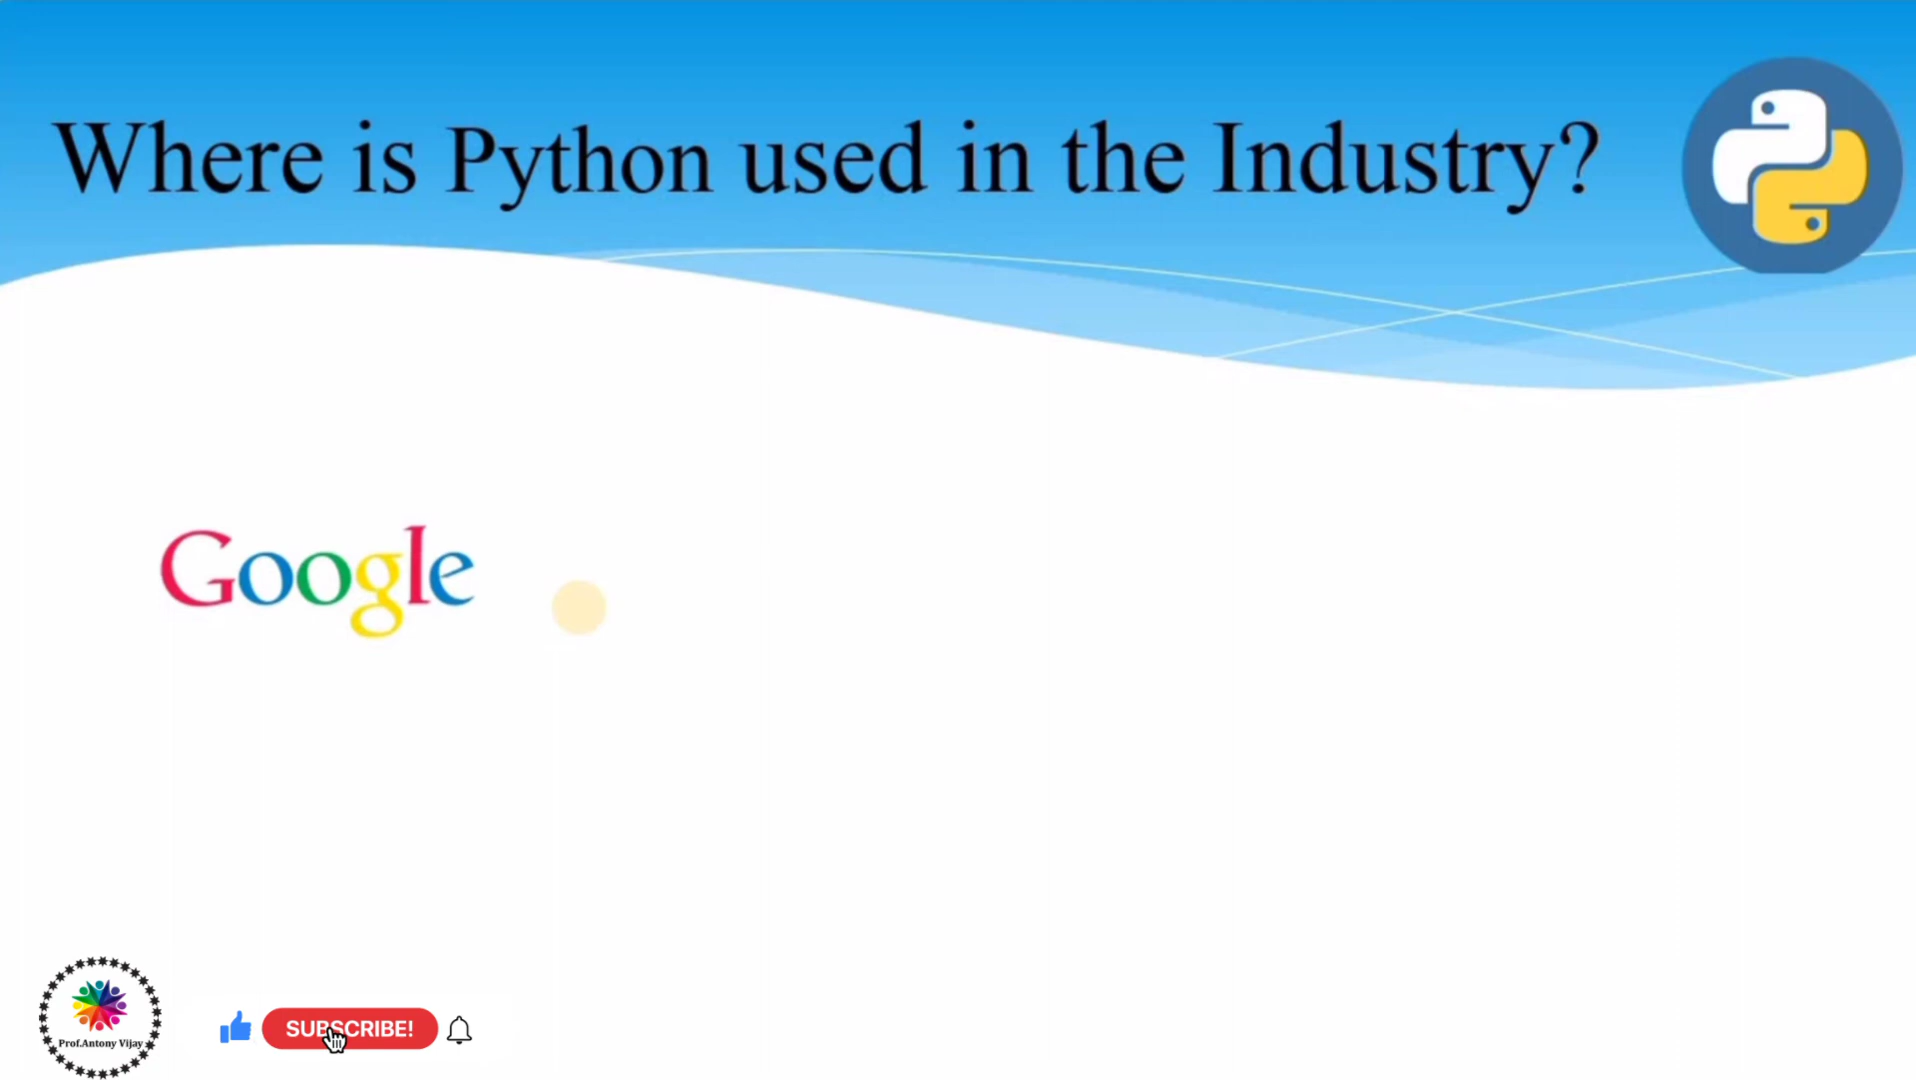 Where is Python used in the Industry?
Google
Prof.Antony Vijay
SUBSCRIBE!